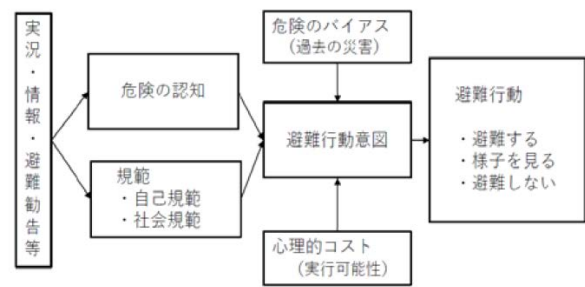 実況・情報・避難勧告等
危険の認知
規範
・自己規範
・社会規範
危険のバイアス
（過去の災害）
避難行動意図
心理的コスト
（実行可能性）
避難行動
・避難する
・様子を見る
・避難しない